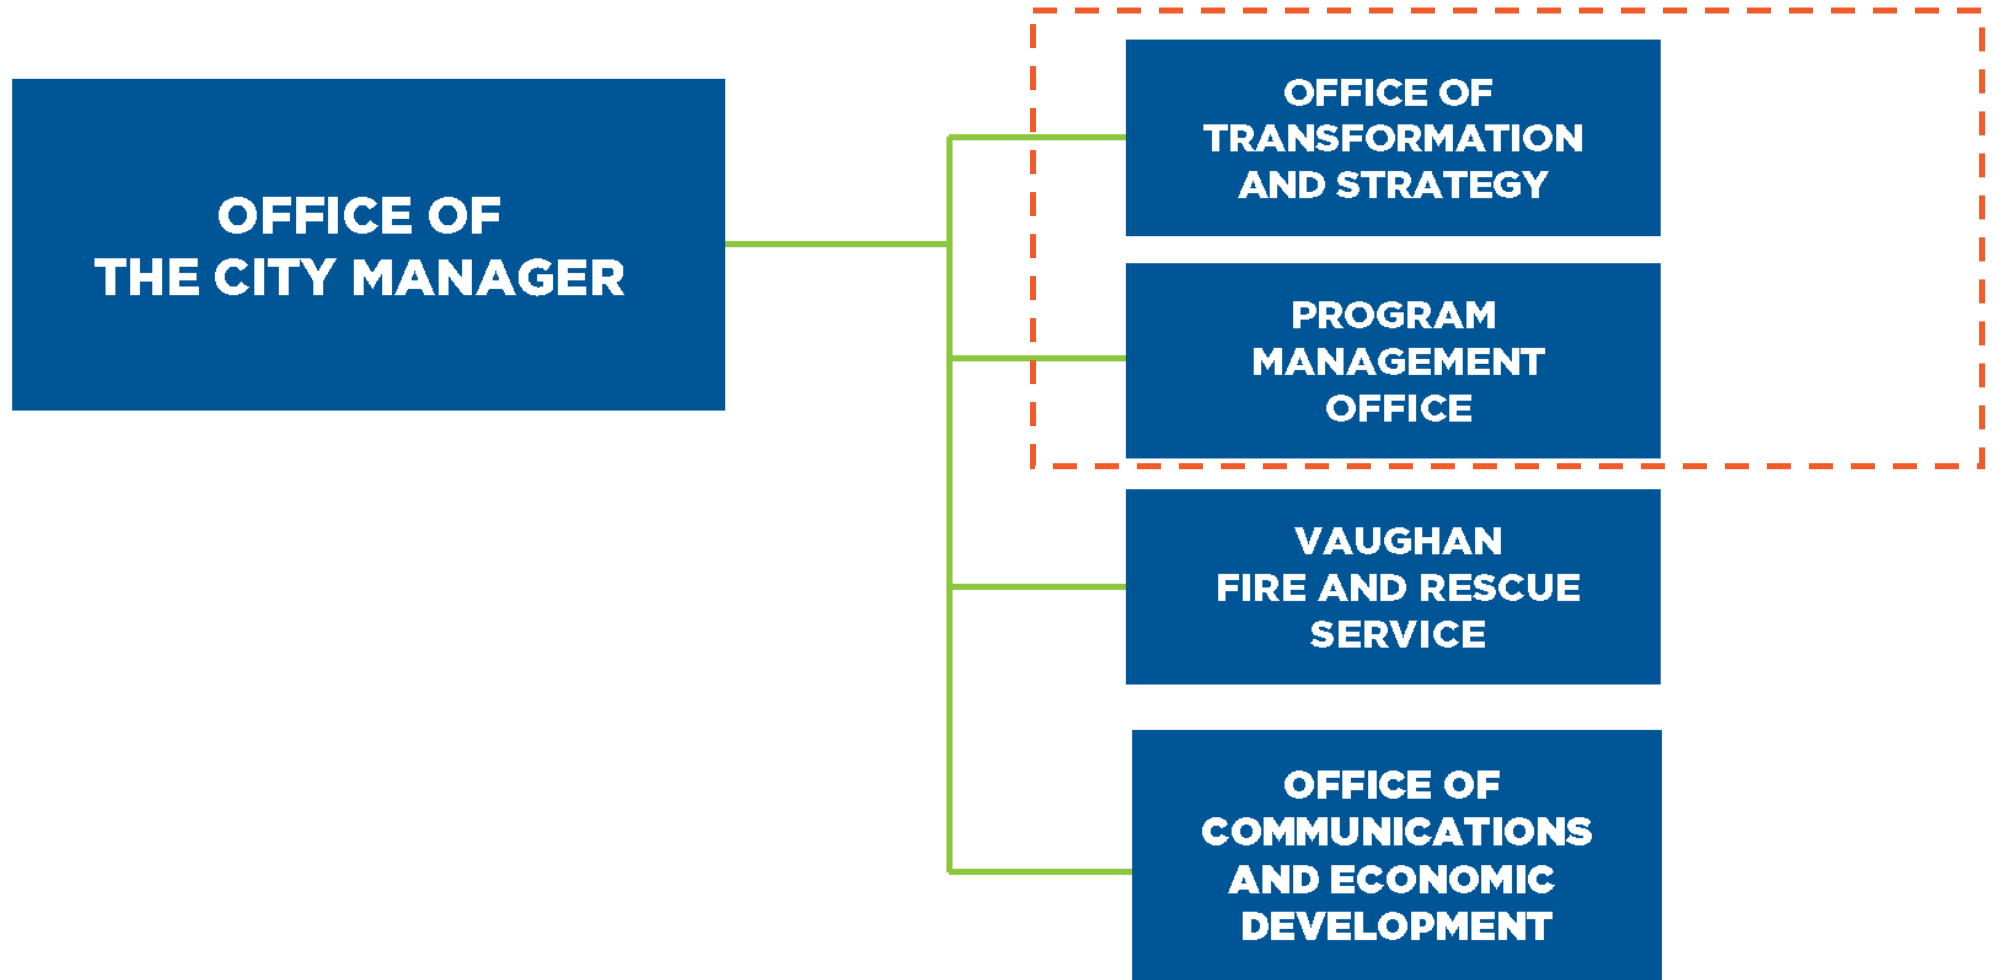 OFFICE OF
THE CITY MANAGER
OFFICE OF
TRANSFORMATION
AND STRATEGY
PROGRAM
MANAGEMENT
OFFICE
VAUGHAN
FIRE AND RESCUE
SERVICE
OFFICE OF
COMMUNICATIONS
AND ECONOMIC
DEVELOPMENT